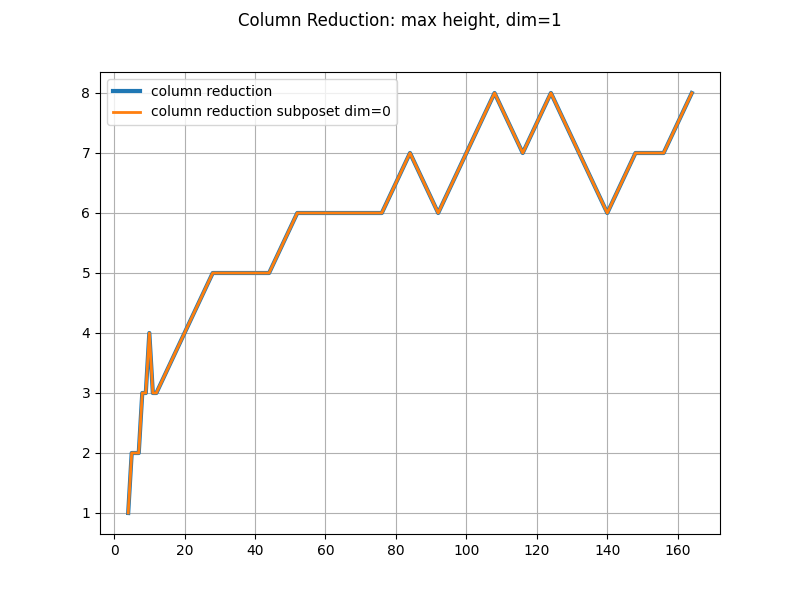 Column Reduction: max height, dim=1
column reduction
column reduction subposet dim=0
8
7
6
5
4
3
2
1
0 20 40 60 80 100 120 140 160